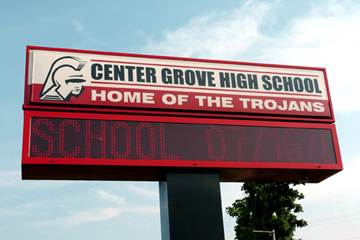 CENTER GROVE HIGH SCHOOL
HOME OF THE TROJANS
SCHOOL